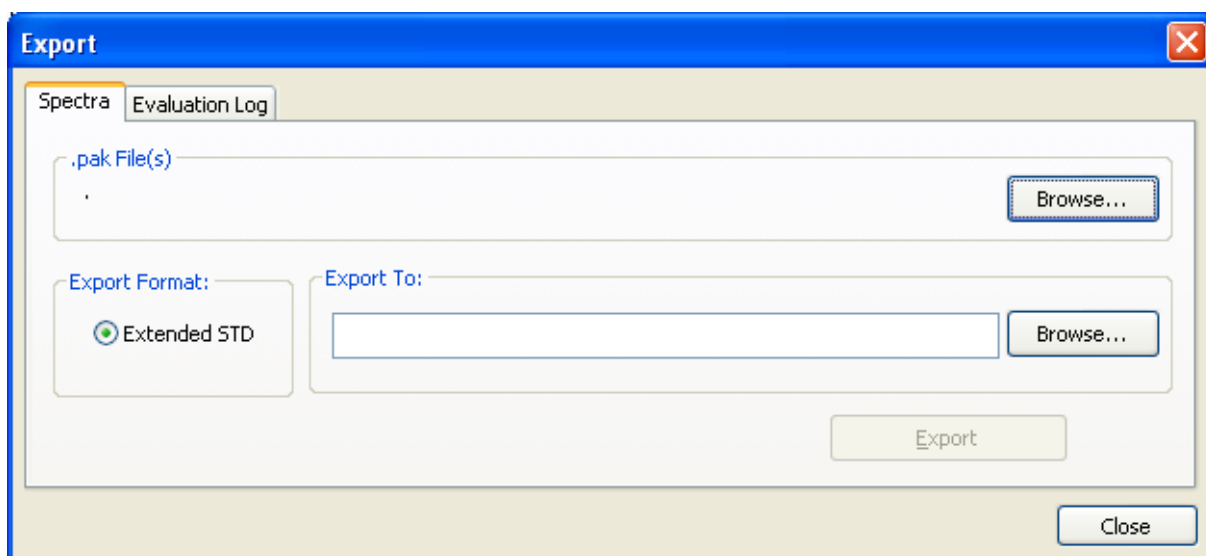 Export
Spectra Evaluation Log
.pak File(s)
.
Browse...
Export Format: Export To:
Extended STD Browse...
Export
Close